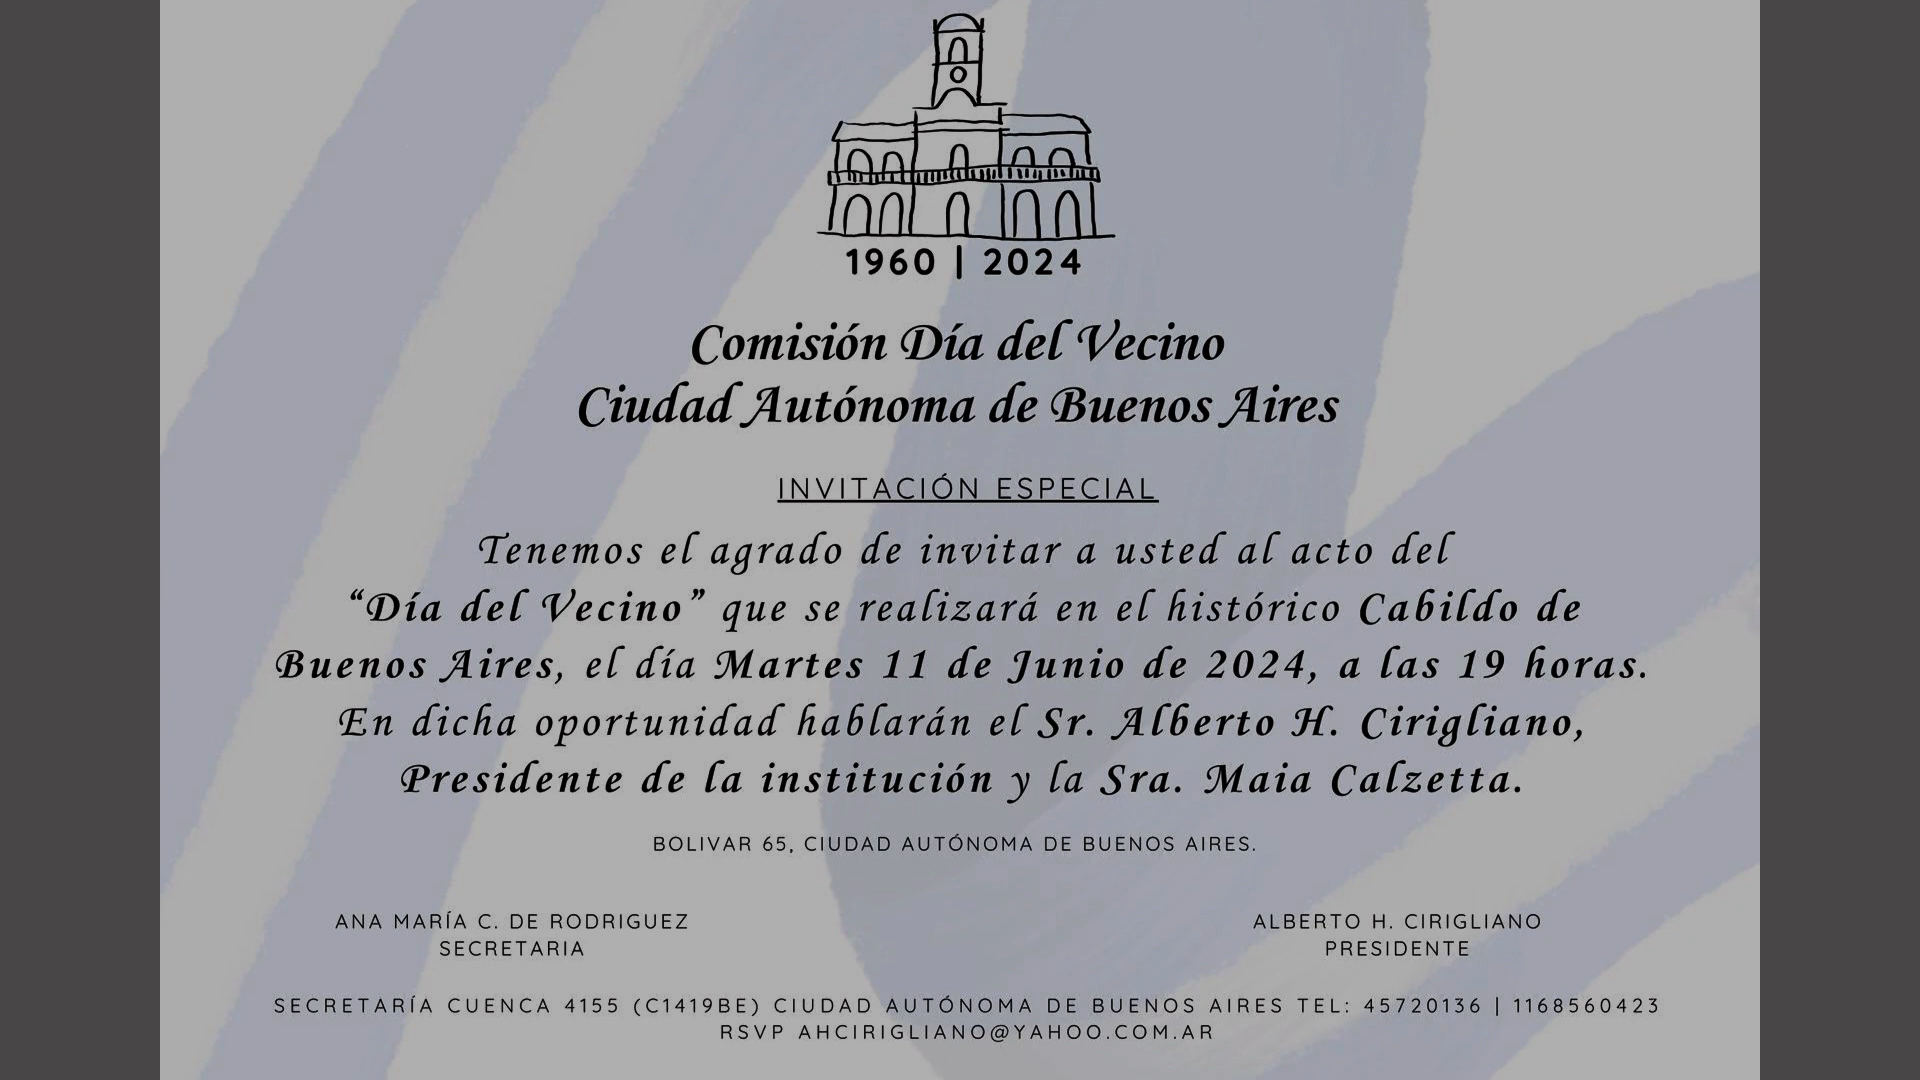 1960 | 2024
Comisión Día del Vecino
Ciudad Autónoma de Buenos Aires
INVITACIÓN ESPECIAL
Tenemos el agrado de invitar a usted al acto del
“Día del Vecino” que se realizará en el histórico Cabildo de
Buenos Aires, el día Martes 11 de Junio de 2024, a las 19 horas.
En dicha oportunidad hablarán el Sr. Alberto H. Cirigliano,
Presidente de la institución y la Sra. Maia Calzetta.
BOLIVAR 65, CIUDAD AUTÓNOMA DE BUENOS AIRES.
ANA MARÍA C. DE RODRIGUEZ
SECRETARIA
ALBERTO H. CIRIGLIANO
PRESIDENTE
SECRETARÍA CUENCA 4155 (C1419BE) CIUDAD AUTÓNOMA DE BUENOS AIRES TEL: 45720136 | 1168560423
RSVP AHCIRIGLIANO@YAHOO.COM.AR